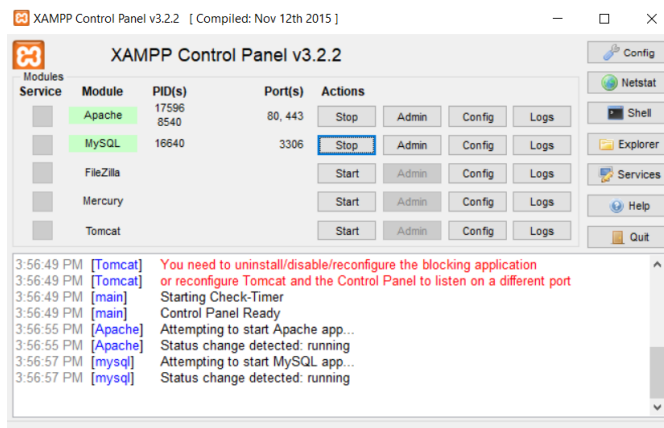 XAMPP Control Panel v3.2.2 [ Compiled: Nov 12th 2015 ]
XAMPP Control Panel v3.2.2
Config
Modules
Service Module PID(s) Port(s) Actions
Netstat
Apache 17596 8540 80, 443 Stop Admin Config Logs
Shell
MySQL 16640 3306 Stop Admin Config Logs
Explorer
FileZilla Start Admin Config Logs
Services
Mercury Start Admin Config Logs
Help
Tomcat Start Admin Config Logs
Quit
3:56:49 PM [Tomcat] You need to uninstall/disable/reconfigure the blocking application
3:56:49 PM [Tomcat] or reconfigure Tomcat and the Control Panel to listen on a different port
3:56:49 PM [main] Starting Check-Timer
3:56:49 PM [main] Control Panel Ready
3:56:55 PM [Apache] Attempting to start Apache app...
3:56:55 PM [Apache] Status change detected: running
3:56:57 PM [mysql] Attempting to start MySQL app...
3:56:57 PM [mysql] Status change detected: running